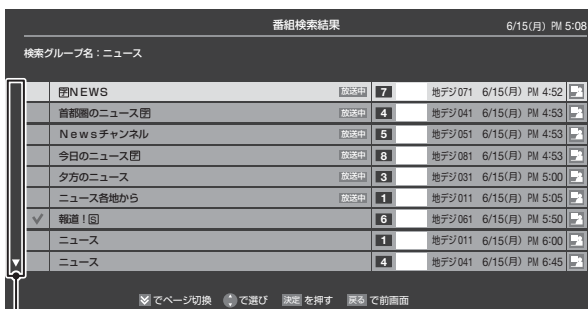 番組検索結果 6/15(月) PM 5:08
検索グループ名：ニュース
字NEWS 放送中 7 地デジ071 6/15(月) PM 4:52
首都圏のニュース字 放送中 4 地デジ041 6/15(月) PM 4:53
Newsチャンネル 放送中 5 地デジ051 6/15(月) PM 4:53
今日のニュース字 放送中 8 地デジ081 6/15(月) PM 4:53
夕方のニュース 放送中 3 地デジ031 6/15(月) PM 5:00
ニュース各地から 放送中 1 地デジ011 6/15(月) PM 5:05
報道！S 6 地デジ061 6/15(月) PM 5:50
ニュース 1 地デジ011 6/15(月) PM 6:00
ニュース 4 地デジ041 6/15(月) PM 6:45
でページ切換 で選び 決定 を押す 戻る で前画面